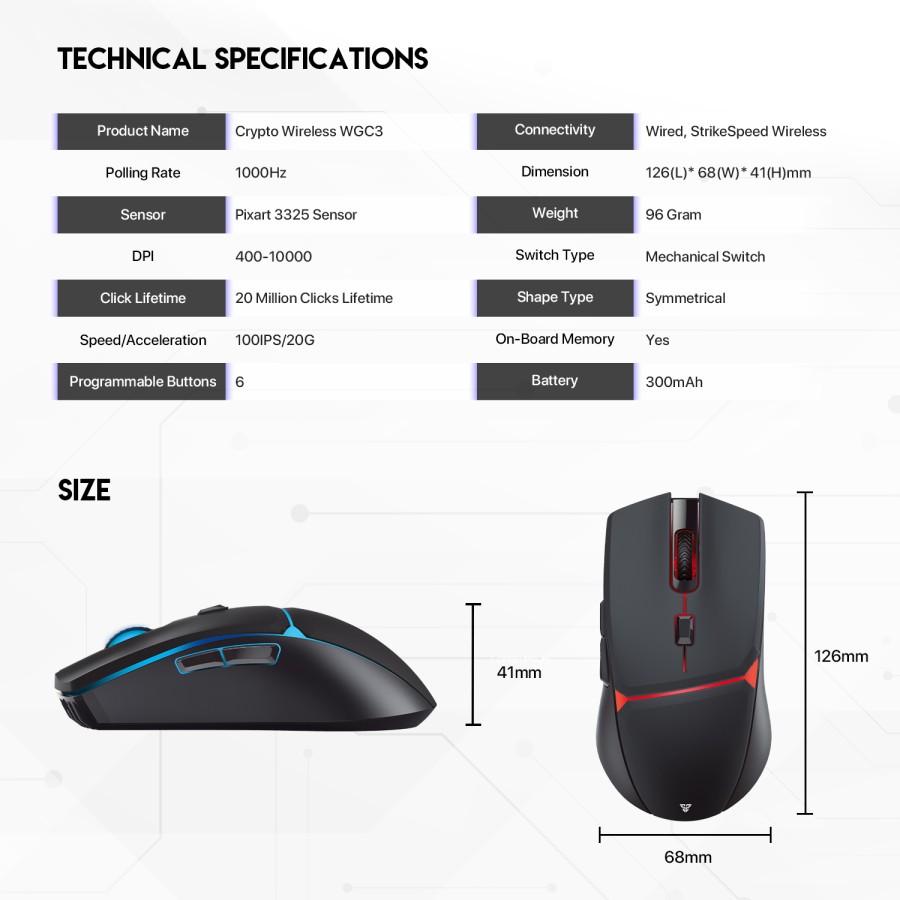 TECHNICAL SPECIFICATIONS
Product Name Crypto Wireless WGC3 Connectivity Wired, StrikeSpeed Wireless
Polling Rate 1000Hz Dimension 126(L)* 68(W)* 41(H)mm
Sensor Pixart 3325 Sensor Weight 96 Gram
DPI 400-10000 Switch Type Mechanical Switch
Click Lifetime 20 Million Clicks Lifetime Shape Type Symmetrical
Speed/Acceleration 100IPS/20G On-Board Memory Yes
Programmable Buttons 6 Battery 300mAh
SIZE
41mm
126mm
68mm